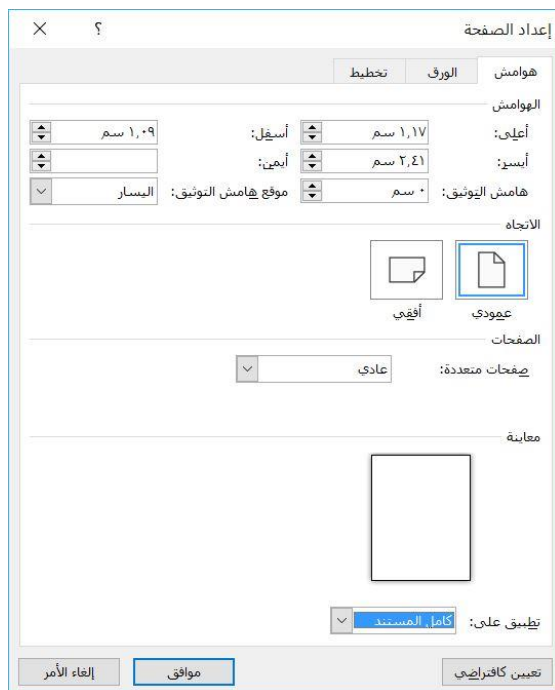 إعداد الصفحة ؟
هوامش الورق تخطيط
الهوامش
أعلى: ١,١٧ سم أسفل: ١,٠٩ سم
أيسر: ٢,٤١ سم أيمن:
هامش التوثيق: ٠ سم موقع هامش التوثيق: اليسار
الاتجاه
عمودي أفقي
الصفحات
صفحات متعددة: عادي
معاينة
تطبيق على: كامل المستند
تعيين كافتراضي موافق إلغاء الأمر